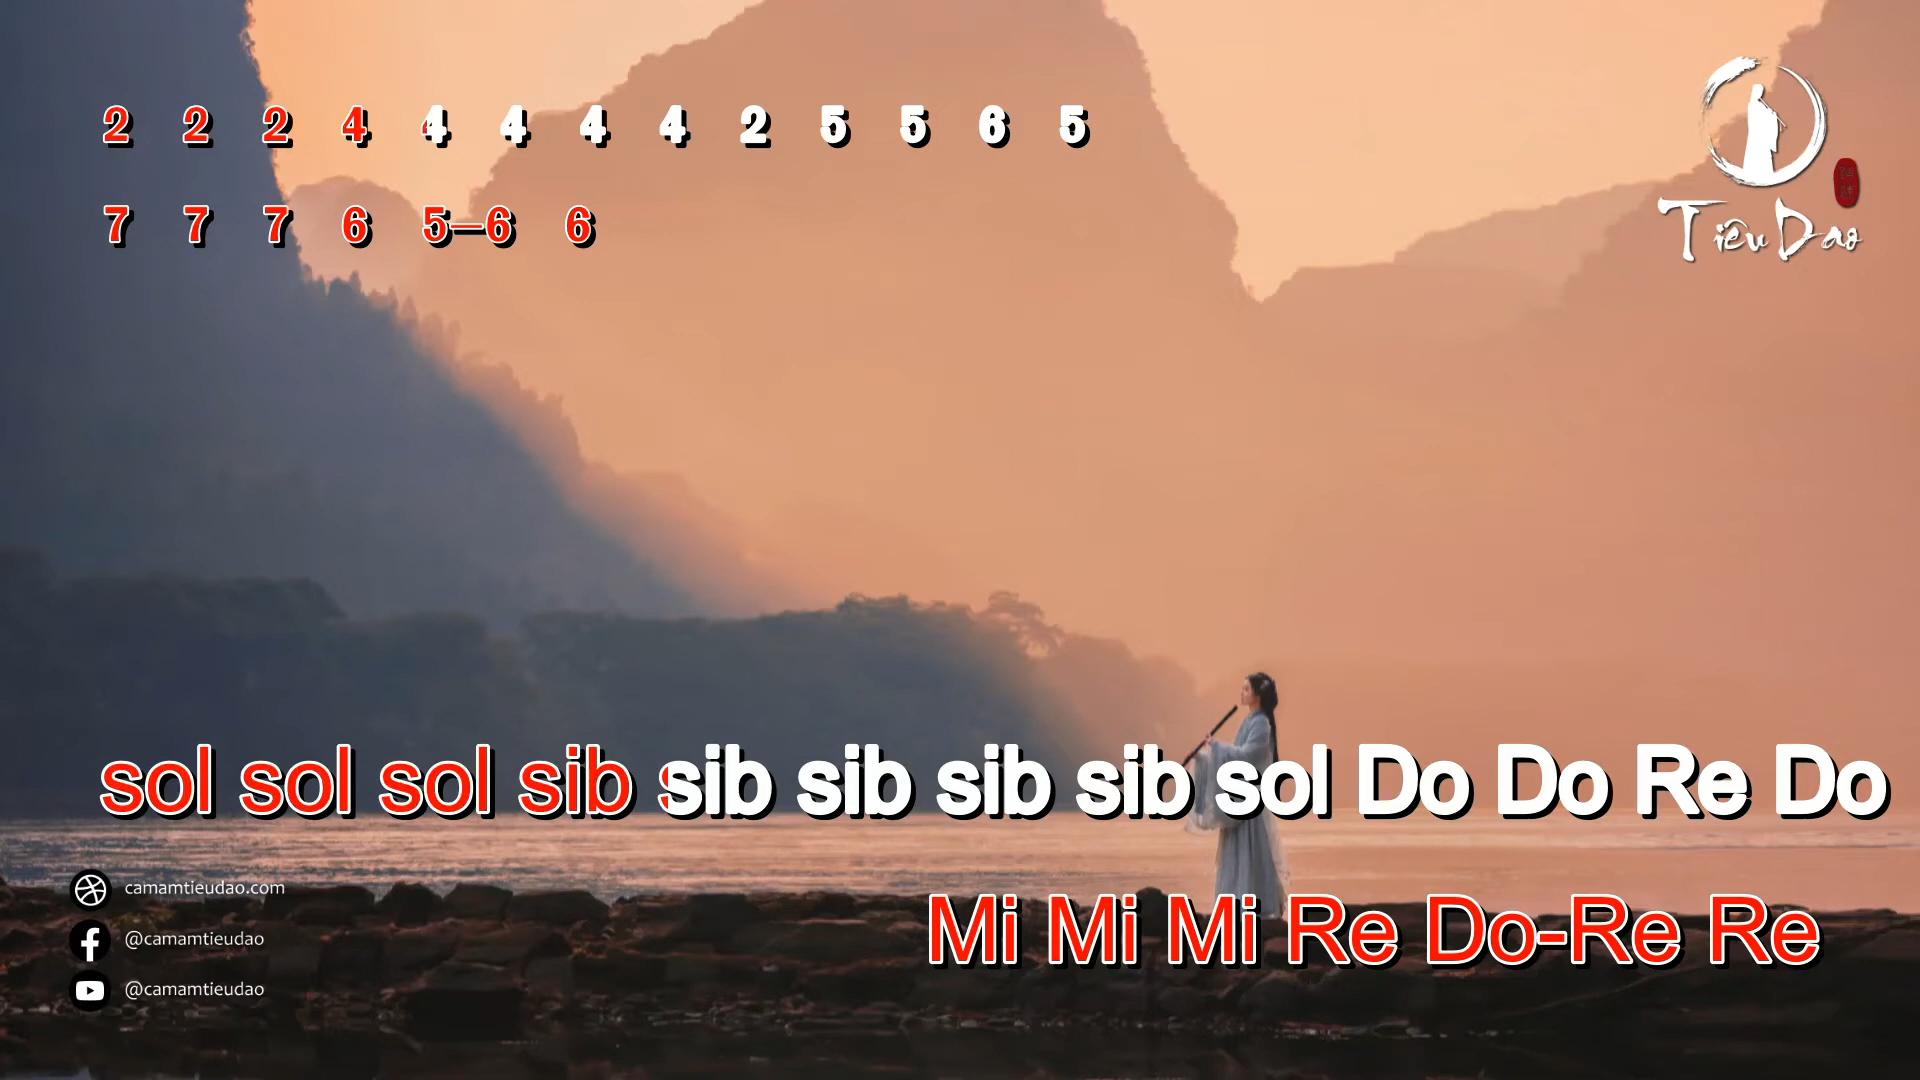 2 2 2 4 4 4 4 4 2 5 5 6 5
7 7 7 6 5-6 6
Tiêu Dao
sol sol sol sib sib sib sib sib sol Do Do Re Do
Mi Mi Mi Re Do-Re Re
camamtieudao.com
@camamtieudao
@camamtieudao